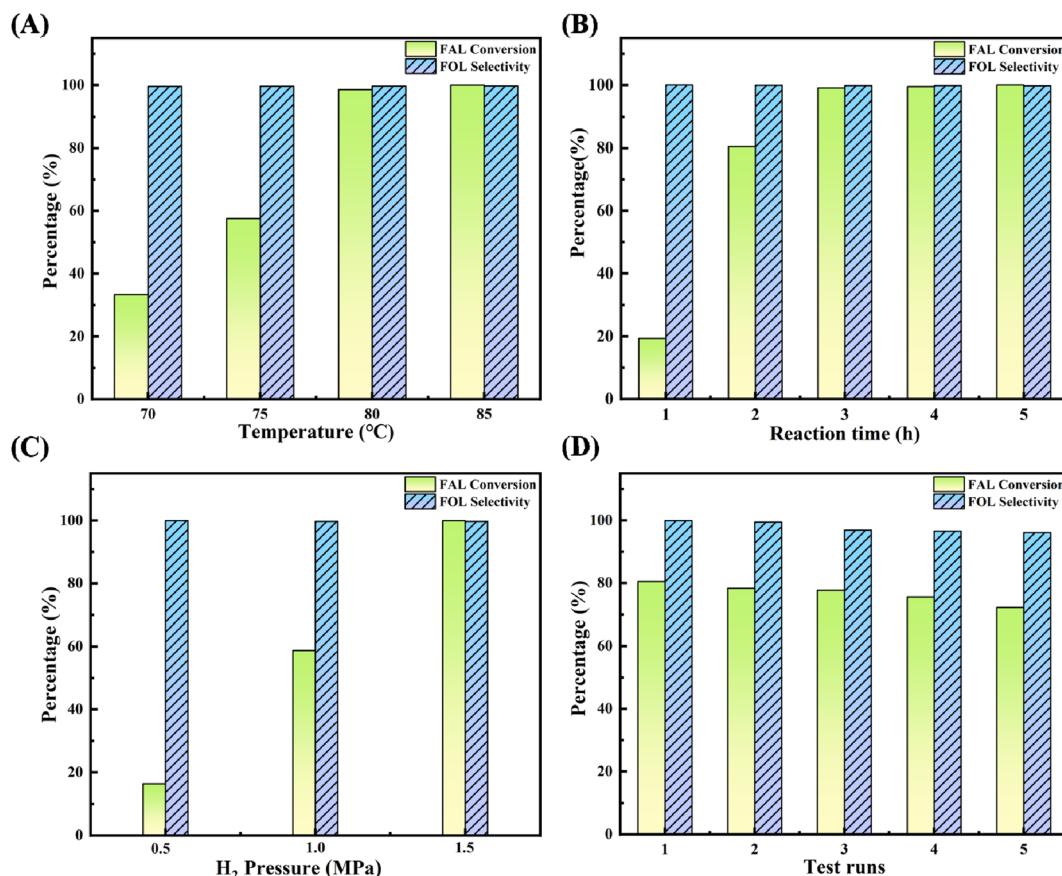 (A)
FAL Conversion
FOL Selectivity
100
80
60
40
20
0
Percentage (%)
70 75 80 85
Temperature (°C)
(B)
FAL Conversion
FOL Selectivity
100
80
60
40
20
0
Percentage(%)
1 2 3 4 5
Reaction time (h)
(C)
FAL Conversion
FOL Selectivity
100
80
60
40
20
0
Percentage (%)
0.5 1.0 1.5
H₂ Pressure (MPa)
(D)
FAL Conversion
FOL Selectivity
100
80
60
40
20
0
Percentage (%)
1 2 3 4 5
Test runs